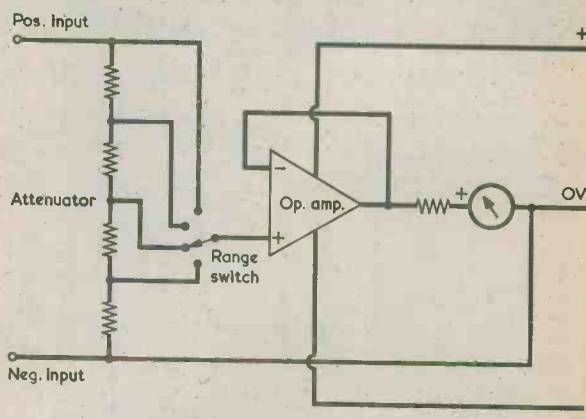 Pos. input
+
Attenuator
-
Op. amp.
+
+
OV
Range
switch
Neg. input